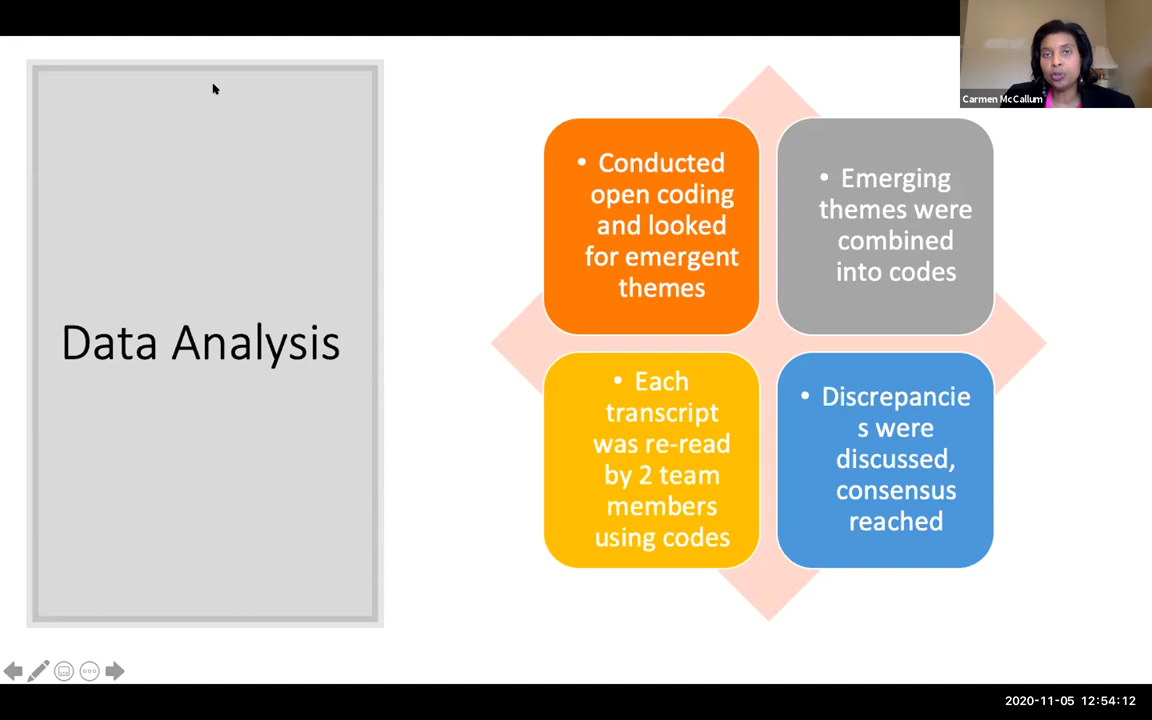 Carmen McCallum
Data Analysis
• Conducted
open coding
and looked
for emergent
themes
• Emerging
themes were
combined
into codes
• Each
transcript
was re-read
by 2 team
members
using codes
• Discrepancie
s were
discussed,
consensus
reached
2020-11-05 12:54:12